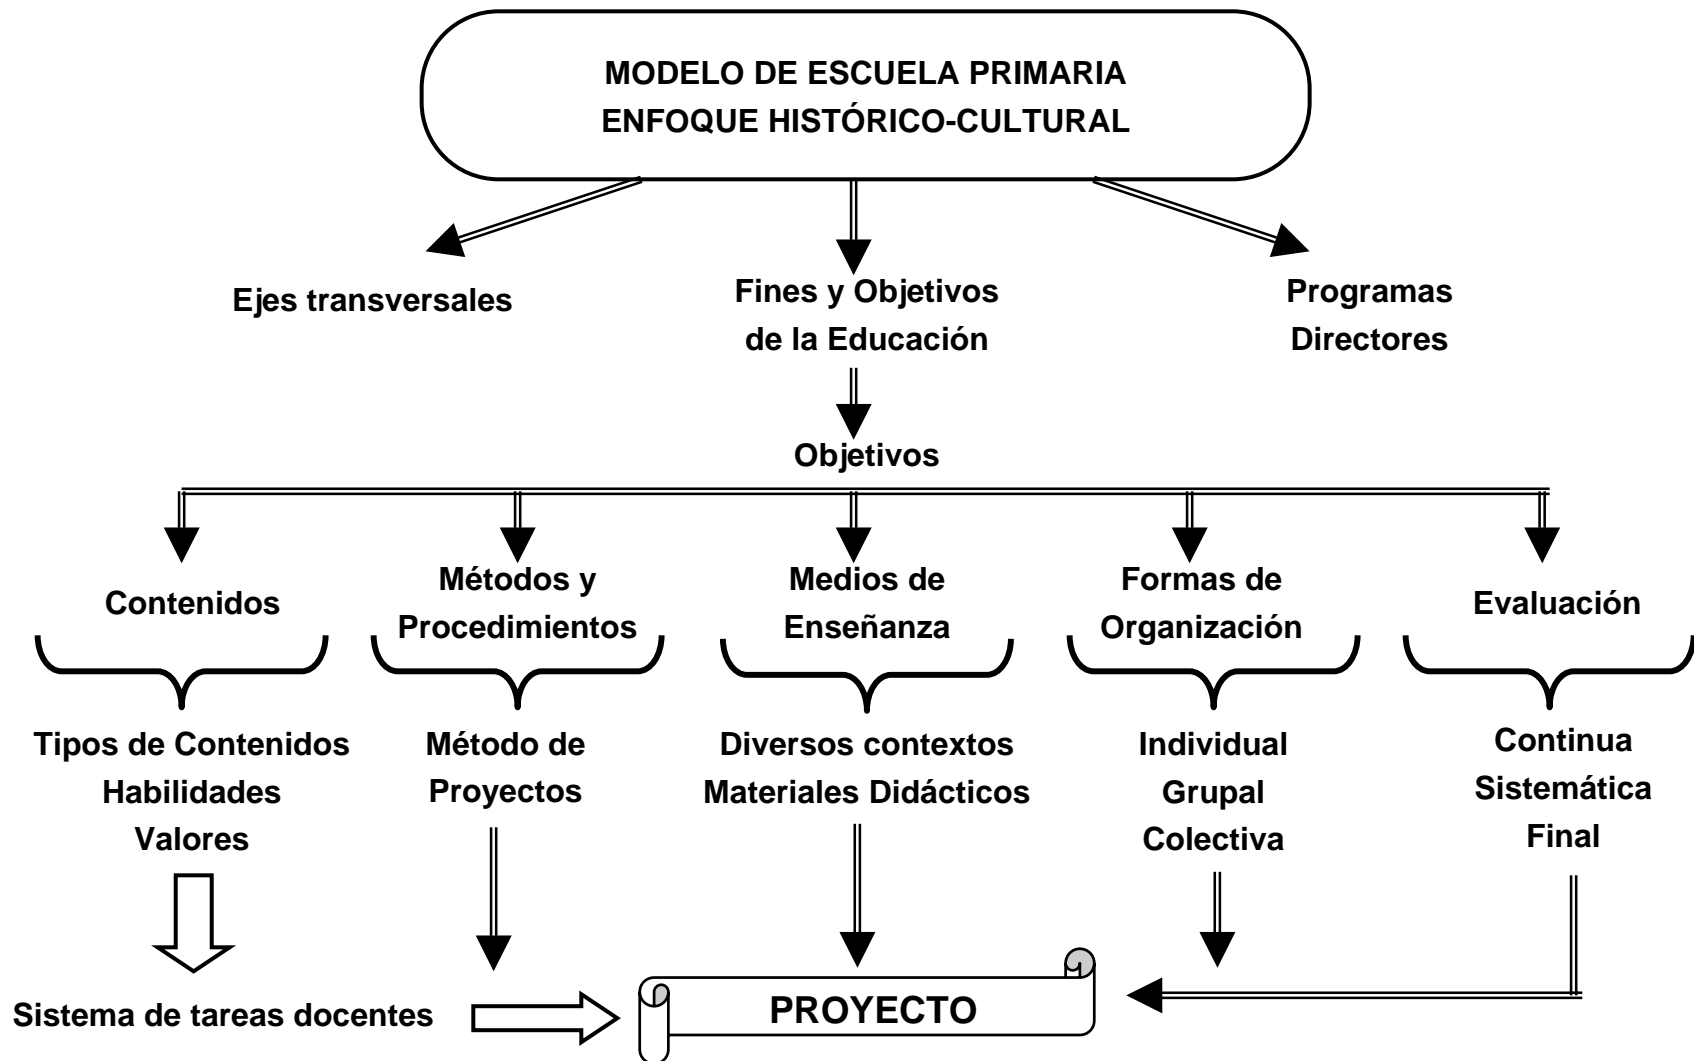 MODELO DE ESCUELA PRIMARIA
ENFOQUE HISTÓRICO-CULTURAL
Ejes transversales
Fines y Objetivos
de la Educación
Programas
Directores
Objetivos
Contenidos
Métodos y
Procedimientos
Medios de
Enseñanza
Formas de
Organización
Evaluación
Tipos de Contenidos
Habilidades
Valores
Método de
Proyectos
Diversos contextos
Materiales Didácticos
Individual
Grupal
Colectiva
Continua
Sistemática
Final
Sistema de tareas docentes
PROYECTO